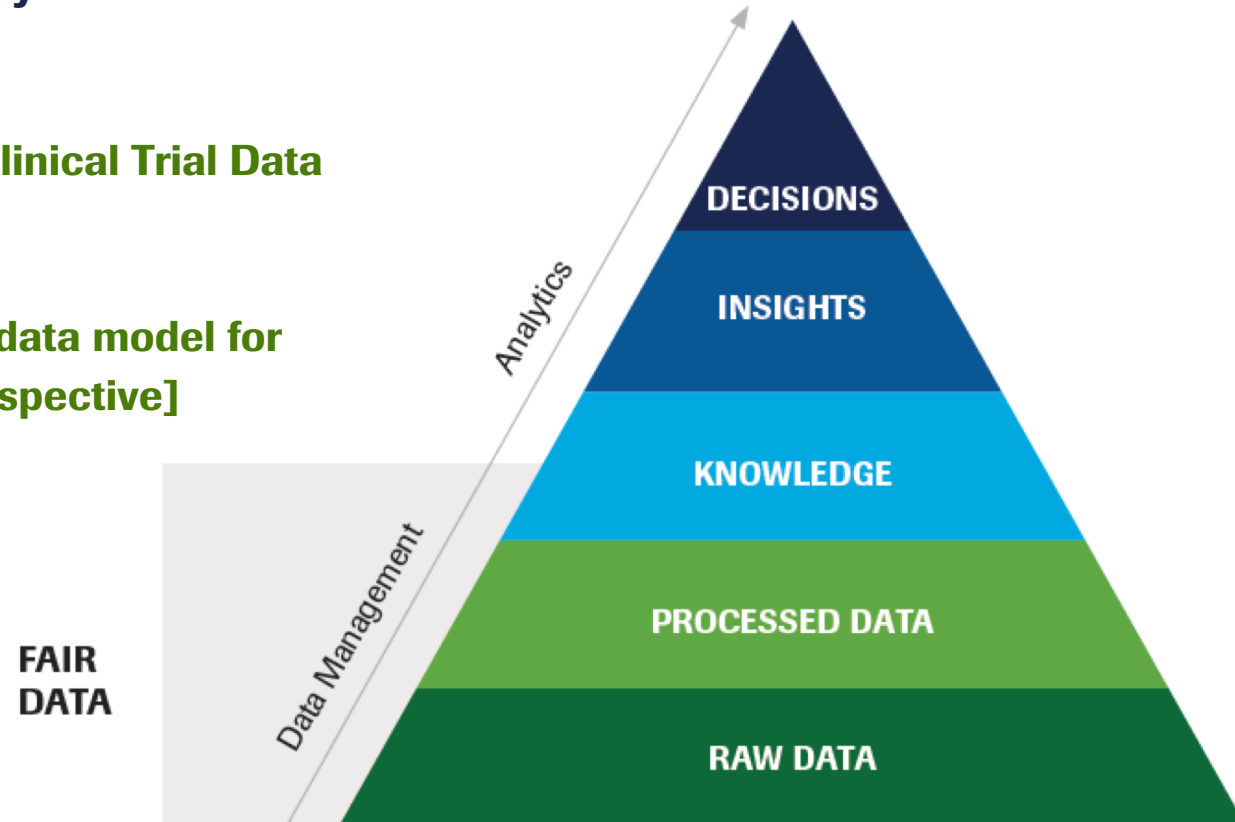 y
linical Trial Data
data model for
spective]
Analytics
Data Management
FAIR
DATA
DECISIONS
INSIGHTS
KNOWLEDGE
PROCESSED DATA
RAW DATA